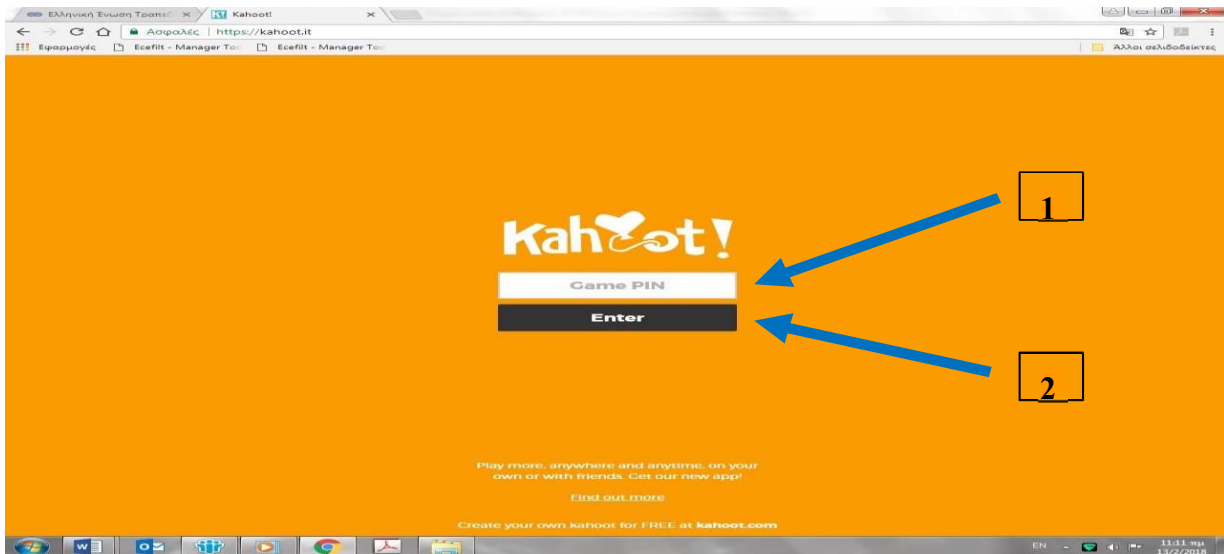 Ελληνική Ένωση Τραπεζ
Kahoot!
Ασφαλές | https://kahoot.it
Εφαρμογές
Ecefilt - Manager Too
Ecefilt - Manager Too
Άλλοι σελιδοδείκτες
1
Kahoot!
Game PIN
Enter
2
Play more, anywhere and anytime, on your
own or with friends. Get our new app!
Find out more
Create your own kahoot for FREE at kahoot.com
EN
11:11 πμ
13/2/2018